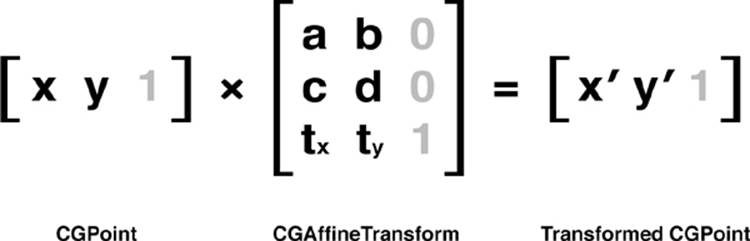 a b 0
[ x y 1 ] × [ c d 0 ] = [ x′ y′ 1 ]
tx ty 1
CGPoint CGAffineTransform Transformed CGPoint